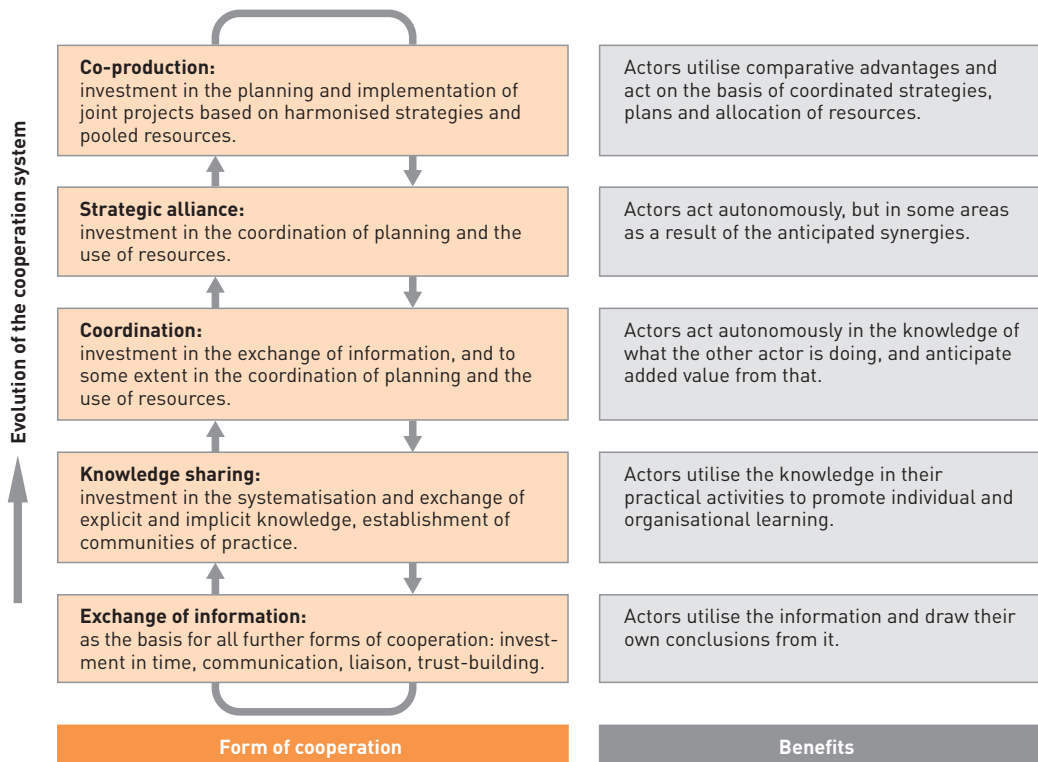 Evolution of the cooperation system
Co-production:
investment in the planning and implementation of
joint projects based on harmonised strategies and
pooled resources.
Actors utilise comparative advantages and
act on the basis of coordinated strategies,
plans and allocation of resources.
Strategic alliance:
investment in the coordination of planning and the
use of resources.
Actors act autonomously, but in some areas
as a result of the anticipated synergies.
Coordination:
investment in the exchange of information, and to
some extent in the coordination of planning and the
use of resources.
Actors act autonomously in the knowledge of
what the other actor is doing, and anticipate
added value from that.
Knowledge sharing:
investment in the systematisation and exchange of
explicit and implicit knowledge, establishment of
communities of practice.
Actors utilise the knowledge in their
practical activities to promote individual and
organisational learning.
Exchange of information:
as the basis for all further forms of cooperation: invest-
ment in time, communication, liaison, trust-building.
Actors utilise the information and draw their
own conclusions from it.
Form of cooperation
Benefits